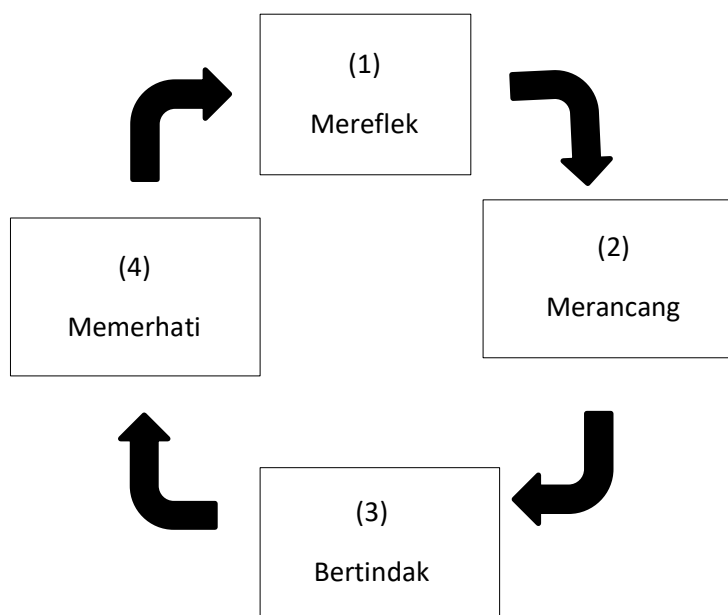 (1)
Mereflek
(2)
Merancang
(3)
Bertindak
(4)
Memerhati